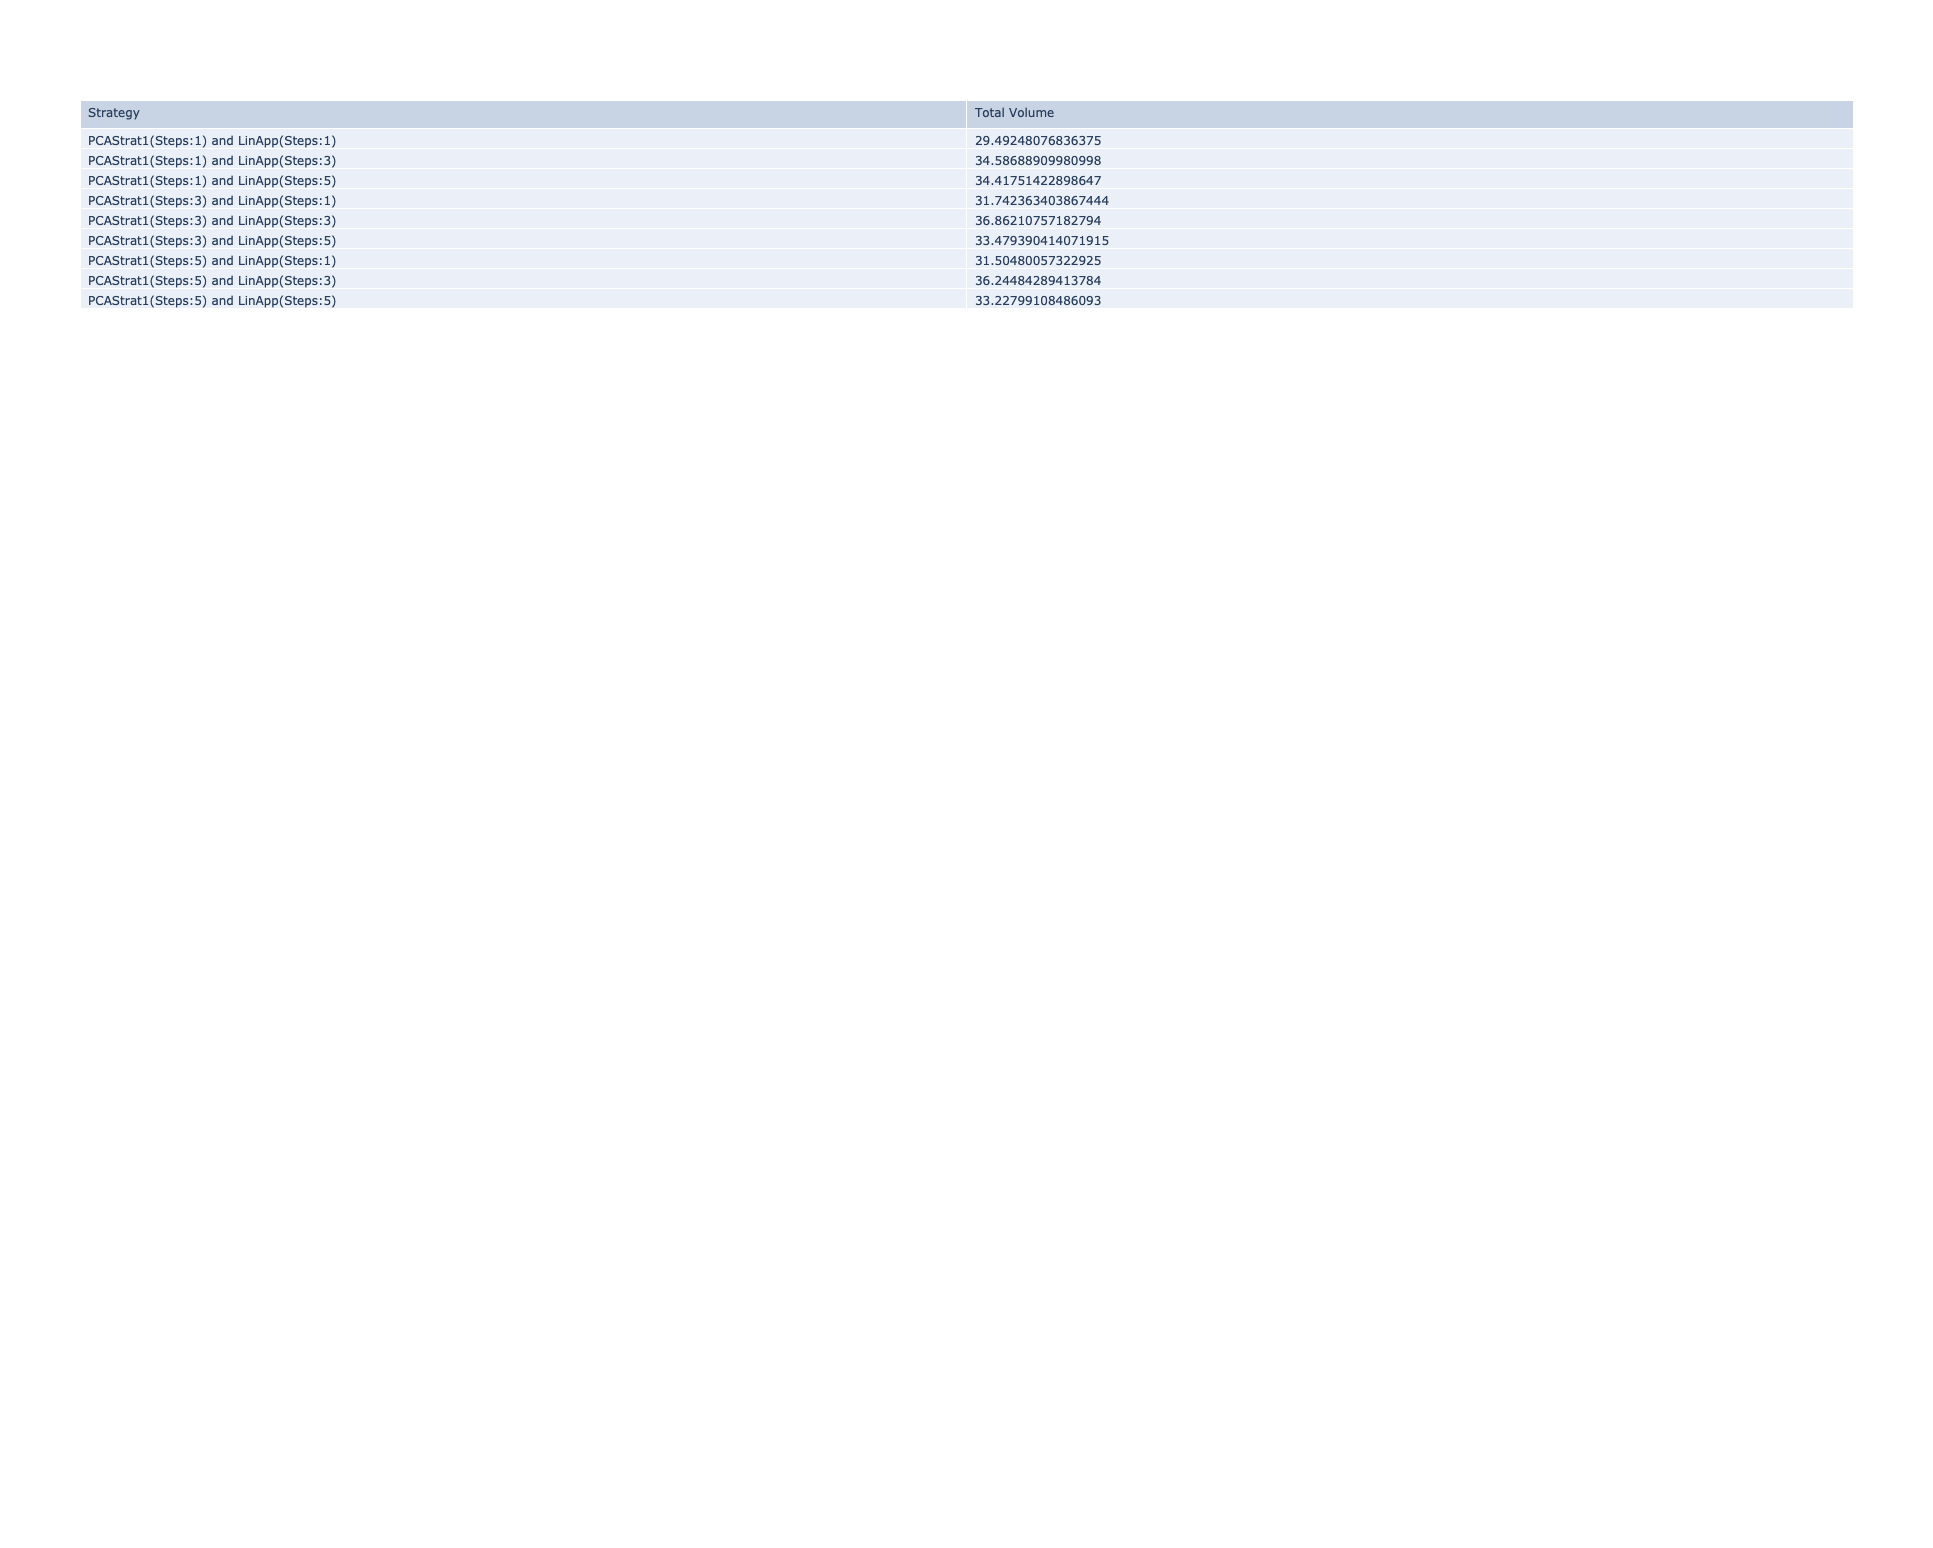 Strategy Total Volume
PCAStrat1(Steps:1) and LinApp(Steps:1) 29.49248076836375
PCAStrat1(Steps:1) and LinApp(Steps:3) 34.58688909980998
PCAStrat1(Steps:1) and LinApp(Steps:5) 34.41751422898647
PCAStrat1(Steps:3) and LinApp(Steps:1) 31.742363403867444
PCAStrat1(Steps:3) and LinApp(Steps:3) 36.86210757182794
PCAStrat1(Steps:3) and LinApp(Steps:5) 33.479390414071915
PCAStrat1(Steps:5) and LinApp(Steps:1) 31.50480057322925
PCAStrat1(Steps:5) and LinApp(Steps:3) 36.24484289413784
PCAStrat1(Steps:5) and LinApp(Steps:5) 33.22799108486093